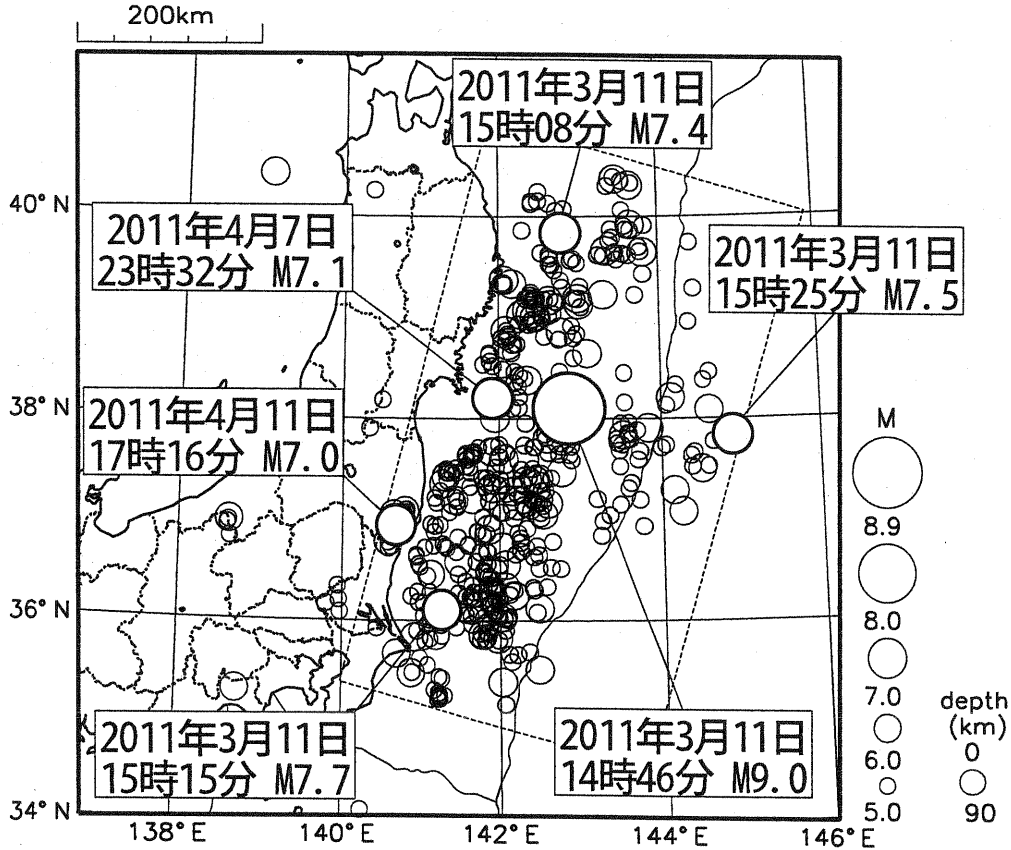 200km
2011年3月11日
15時08分 M7.4
40°N
2011年4月7日
23時32分 M7.1
2011年3月11日
15時25分 M7.5
38°N
2011年4月11日
17時16分 M7.0
M
8.9
8.0
36°N
7.0
6.0
5.0
depth
(km)
0
90
2011年3月11日
15時15分 M7.7
2011年3月11日
14時46分 M9.0
34°N
138°E
140°E
142°E
144°E
146°E